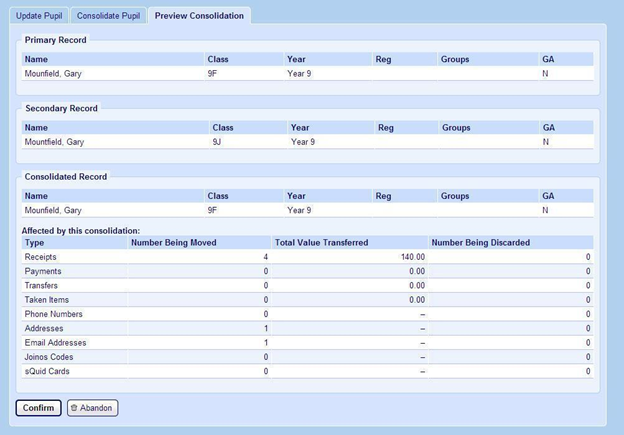 Update Pupil Consolidate Pupil Preview Consolidation
Primary Record
Name Class Year Reg Groups GA
Mounfield, Gary 9F Year 9 N
Secondary Record
Name Class Year Reg Groups GA
Mountfield, Gary 9J Year 9 N
Consolidated Record
Name Class Year Reg Groups GA
Mounfield, Gary 9F Year 9 N
Affected by this consolidation:
Type Number Being Moved Total Value Transferred Number Being Discarded
Receipts 4 140.00 0
Payments 0 0.00 0
Transfers 0 0.00 0
Taken Items 0 0.00 0
Phone Numbers 0 – 0
Addresses 1 – 0
Email Addresses 1 – 0
Joinos Codes 0 – 0
sQuid Cards 0 – 0
Confirm Abandon